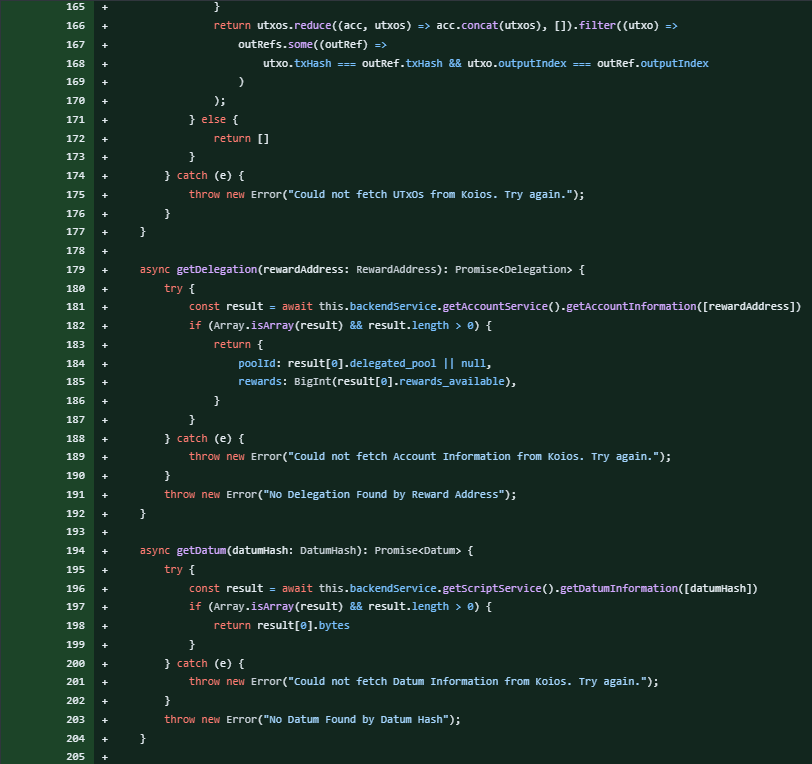 165 +                 }
166 +                 return utxos.reduce((acc, utxos) => acc.concat(utxos), []).filter((utxo) =>
167 +                     outRefs.some((outRef) =>
168 +                         utxo.txHash === outRef.txHash && utxo.outputIndex === outRef.outputIndex
169 +                     )
170 +                 );
171 +             } else {
172 +                 return []
173 +             }
174 +         } catch (e) {
175 +             throw new Error("Could not fetch UTxOs from Koios. Try again.");
176 +         }
177 +     }
178 +
179 +     async getDelegation(rewardAddress: RewardAddress): Promise<Delegation> {
180 +         try {
181 +             const result = await this.backendService.getAccountService().getAccountInformation([rewardAddress])
182 +             if (Array.isArray(result) && result.length > 0) {
183 +                 return {
184 +                     poolId: result[0].delegated_pool || null,
185 +                     rewards: BigInt(result[0].rewards_available),
186 +                 }
187 +             }
188 +         } catch (e) {
189 +             throw new Error("Could not fetch Account Information from Koios. Try again.");
190 +         }
191 +         throw new Error("No Delegation Found by Reward Address");
192 +     }
193 +
194 +     async getDatum(datumHash: DatumHash): Promise<Datum> {
195 +         try {
196 +             const result = await this.backendService.getScriptService().getDatumInformation([datumHash])
197 +             if (Array.isArray(result) && result.length > 0) {
198 +                 return result[0].bytes
199 +             }
200 +         } catch (e) {
201 +             throw new Error("Could not fetch Datum Information from Koios. Try again.");
202 +         }
203 +         throw new Error("No Datum Found by Datum Hash");
204 +     }
205 +